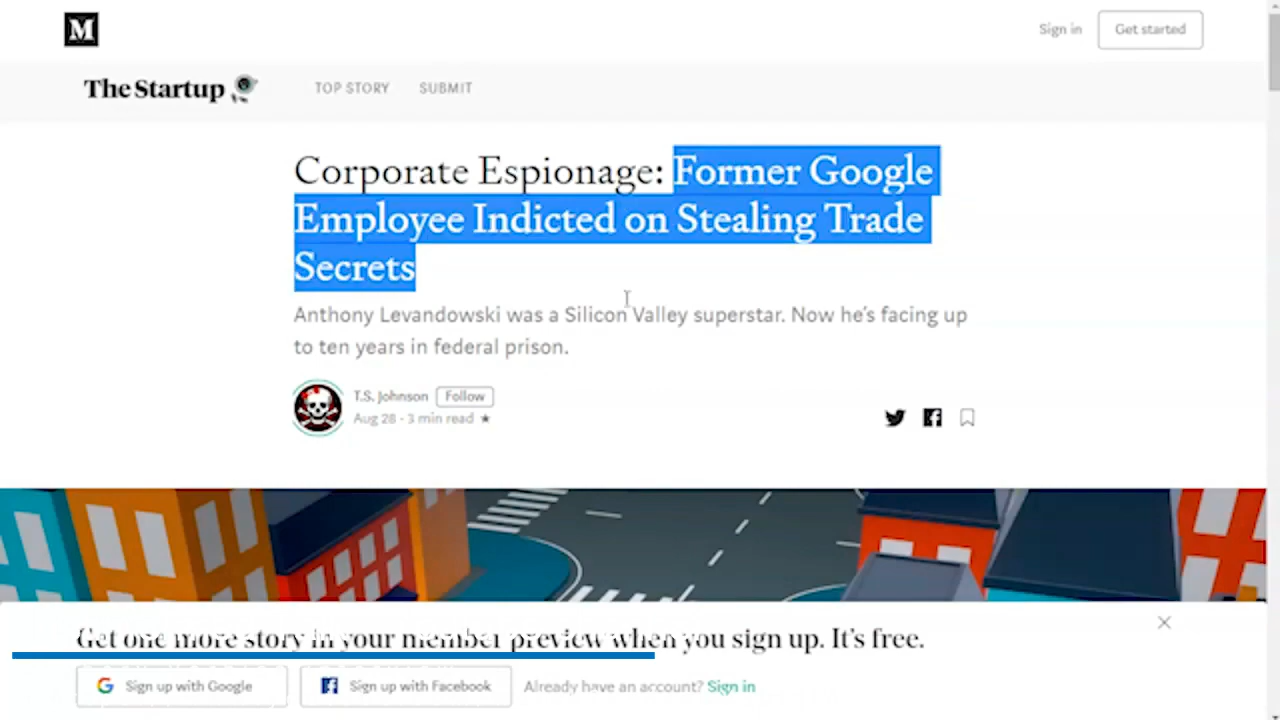 M
Sign in
Get started
The Startup
TOP STORY
SUBMIT
Corporate Espionage: Former Google
Employee Indicted on Stealing Trade
Secrets
Anthony Levandowski was a Silicon Valley superstar. Now he's facing up
to ten years in federal prison.
T.S. Johnson
Follow
Aug 28 · 3 min read ★
Get one more story in your member preview when you sign up. It's free.
Sign up with Google
Sign up with Facebook
Already have an account? Sign in